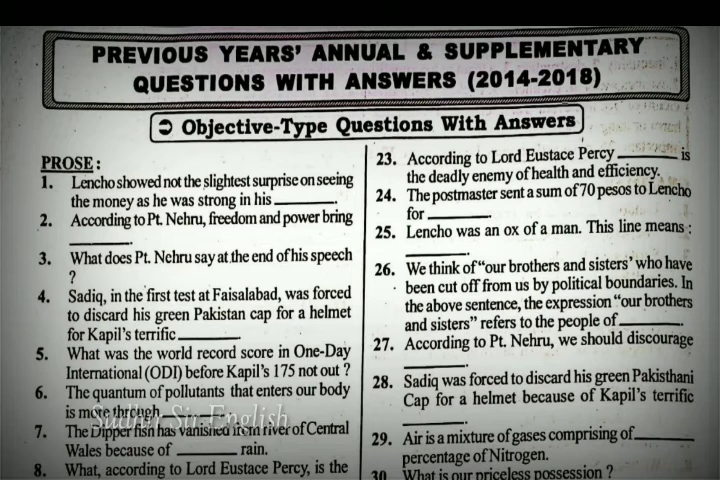 PREVIOUS YEARS' ANNUAL & SUPPLEMENTARY
QUESTIONS WITH ANSWERS (2014-2018)
➲ Objective-Type Questions With Answers
PROSE :
1. Lencho showed not the slightest surprise on seeing
the money as he was strong in his ________.
2. According to Pt. Nehru, freedom and power bring
________.
3. What does Pt. Nehru say at the end of his speech
?
4. Sadiq, in the first test at Faisalabad, was forced
to discard his green Pakistan cap for a helmet
for Kapil's terrific ________
5. What was the world record score in One-Day
International (ODI) before Kapil's 175 not out ?
6. The quantum of pollutants that enters our body
is more through
Sudhir Sir English
7. The Dipper fish has vanished from river of Central
Wales because of ________ rain.
8. What, according to Lord Eustace Percy, is the
23. According to Lord Eustace Percy ________ is
the deadly enemy of health and efficiency.
24. The postmaster sent a sum of 70 pesos to Lencho
for ________.
25. Lencho was an ox of a man. This line means :
________.
26. We think of "our brothers and sisters' who have
been cut off from us by political boundaries. In
the above sentence, the expression "our brothers
and sisters" refers to the people of ________.
27. According to Pt. Nehru, we should discourage
________.
28. Sadiq was forced to discard his green Pakisthani
Cap for a helmet because of Kapil's terrific
________.
29. Air is a mixture of gases comprising of ________
percentage of Nitrogen.
30. What is our priceless possession ?